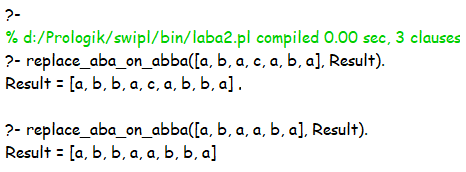 ?-
% d:/Prologik/swipl/bin/laba2.pl compiled 0.00 sec, 3 clauses
?- replace_aba_on_abba([a, b, a, c, a, b, a], Result).
Result = [a, b, b, a, c, a, b, b, a] .
?- replace_aba_on_abba([a, b, a, a, b, a], Result).
Result = [a, b, b, a, a, b, b, a]